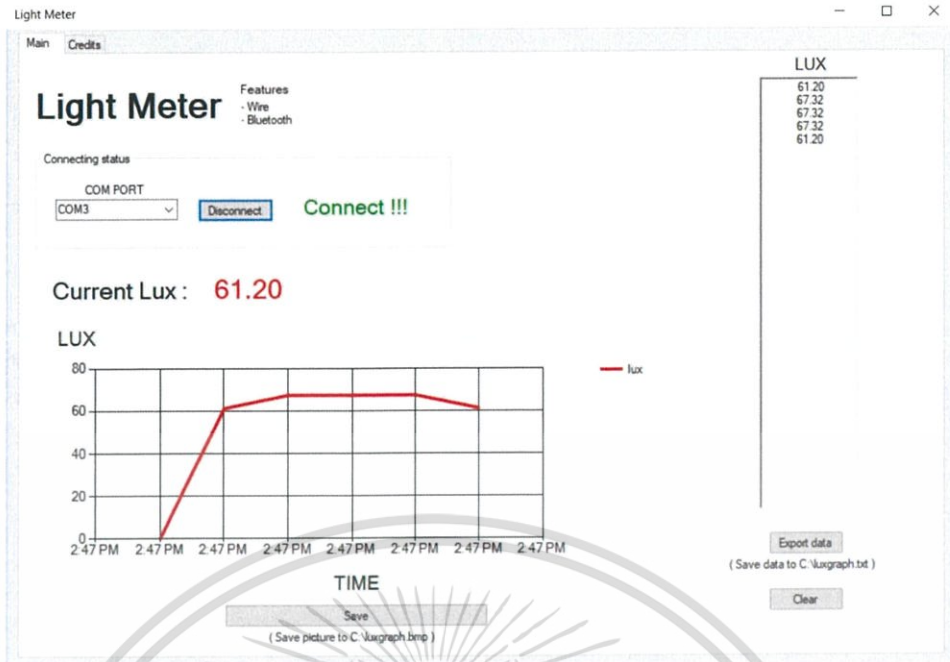 Light Meter
Main Credits
Light Meter
Features
- Wire
- Bluetooth
Connecting status
COM PORT
COM3
Disconnect
Connect !!!
Current Lux : 61.20
LUX
80
60
40
20
0
2:47 PM 2:47 PM 2:47 PM 2:47 PM 2:47 PM 2:47 PM 2:47 PM 2:47 PM
TIME
lux
Save
( Save picture to C:\luxgraph.bmp )
LUX
61.20
67.32
67.32
67.32
61.20
Export data
( Save data to C:\luxgraph.txt )
Clear